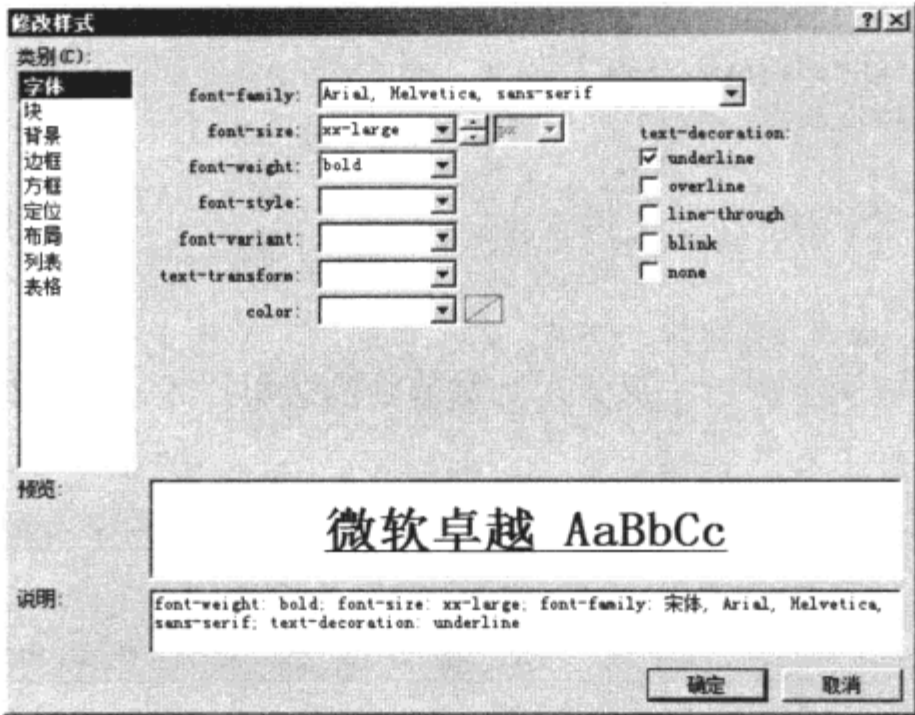 修改样式
类别(C):
字体
块
背景
边框
方框
定位
布局
列表
表格
font-family: Arial, Helvetica, sans-serif
font-size: xx-large px
font-weight: bold
font-style:
font-variant:
text-transform:
color:
text-decoration:
underline
overline
line-through
blink
none
预览:
微软卓越 AaBbCc
说明:
font-weight: bold; font-size: xx-large; font-family: 宋体, Arial, Helvetica,
sans-serif; text-decoration: underline
确定
取消